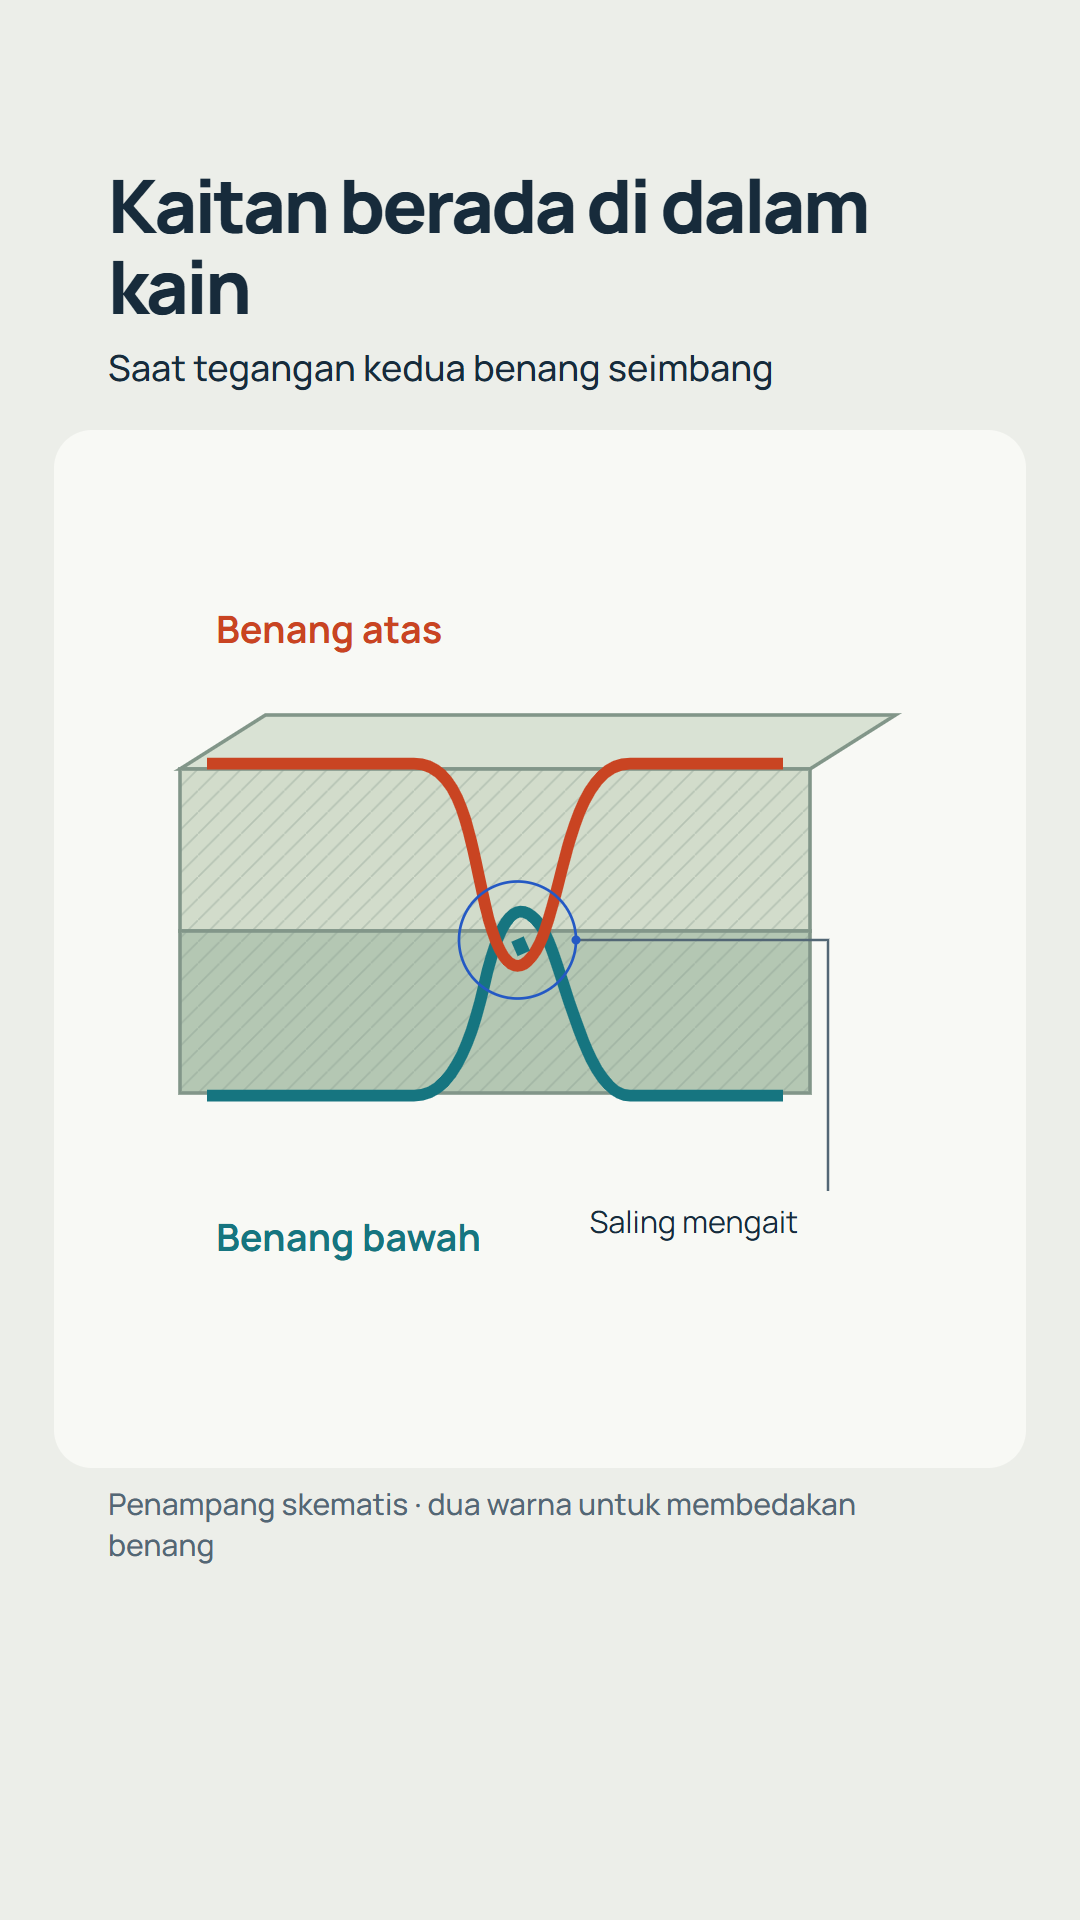 Kaitan berada di dalam
kain
Saat tegangan kedua benang seimbang
Benang atas
Benang bawah
Saling mengait
Penampang skematis · dua warna untuk membedakan
benang